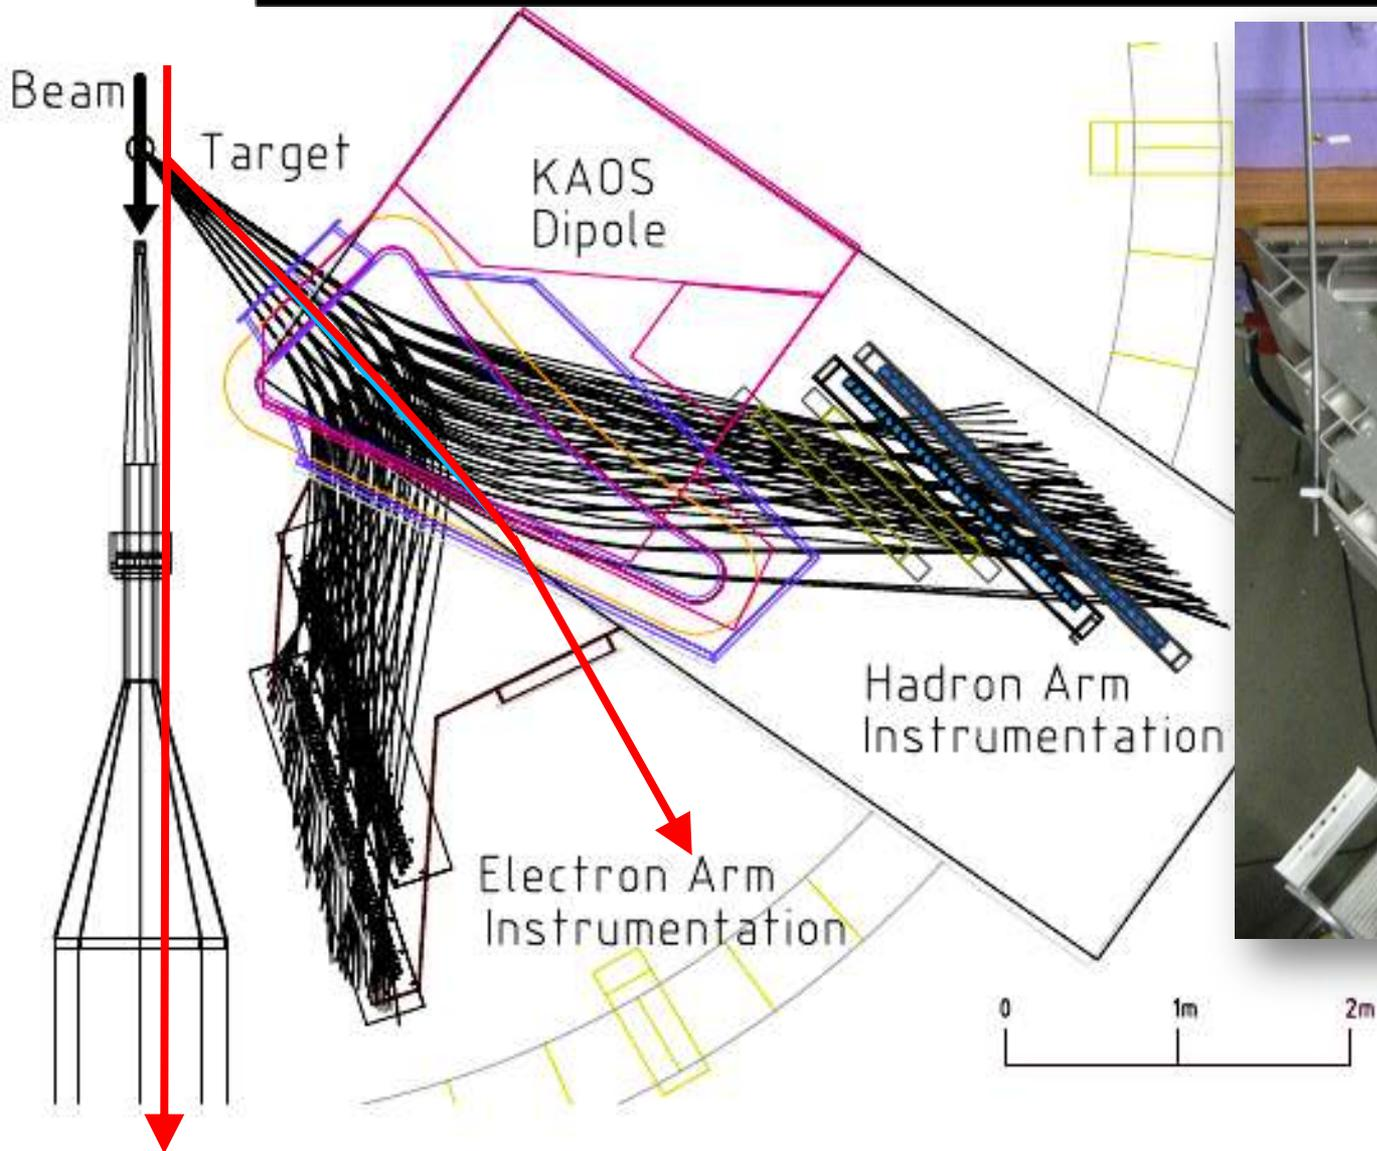 Beam
Target
KAOS
Dipole
Hadron Arm
Instrumentation
Electron Arm
Instrumentation
0 1m 2m